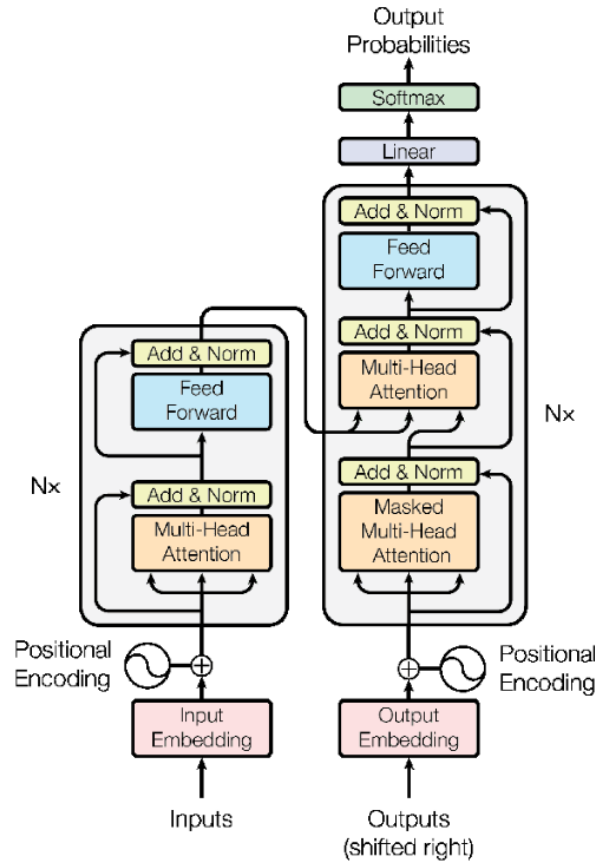 Output
Probabilities
Softmax
Linear
Add & Norm
Feed
Forward
Add & Norm
Multi-Head
Attention
Add & Norm
Masked
Multi-Head
Attention
Nx
Add & Norm
Feed
Forward
Add & Norm
Multi-Head
Attention
Nx
Positional
Encoding
Positional
Encoding
Input
Embedding
Output
Embedding
Inputs
Outputs
(shifted right)